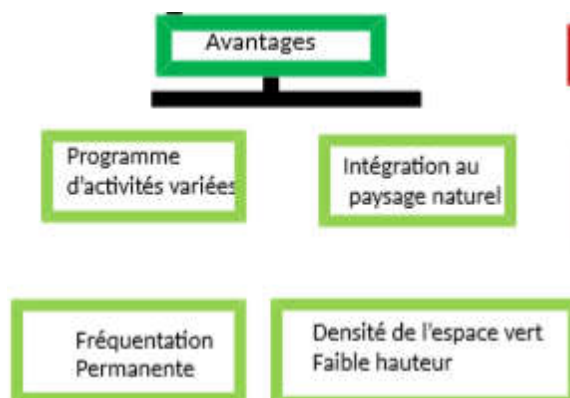 Avantages
Programme
d'activités variées
Intégration au
paysage naturel
Fréquentation
Permanente
Densité de l'espace vert
Faible hauteur